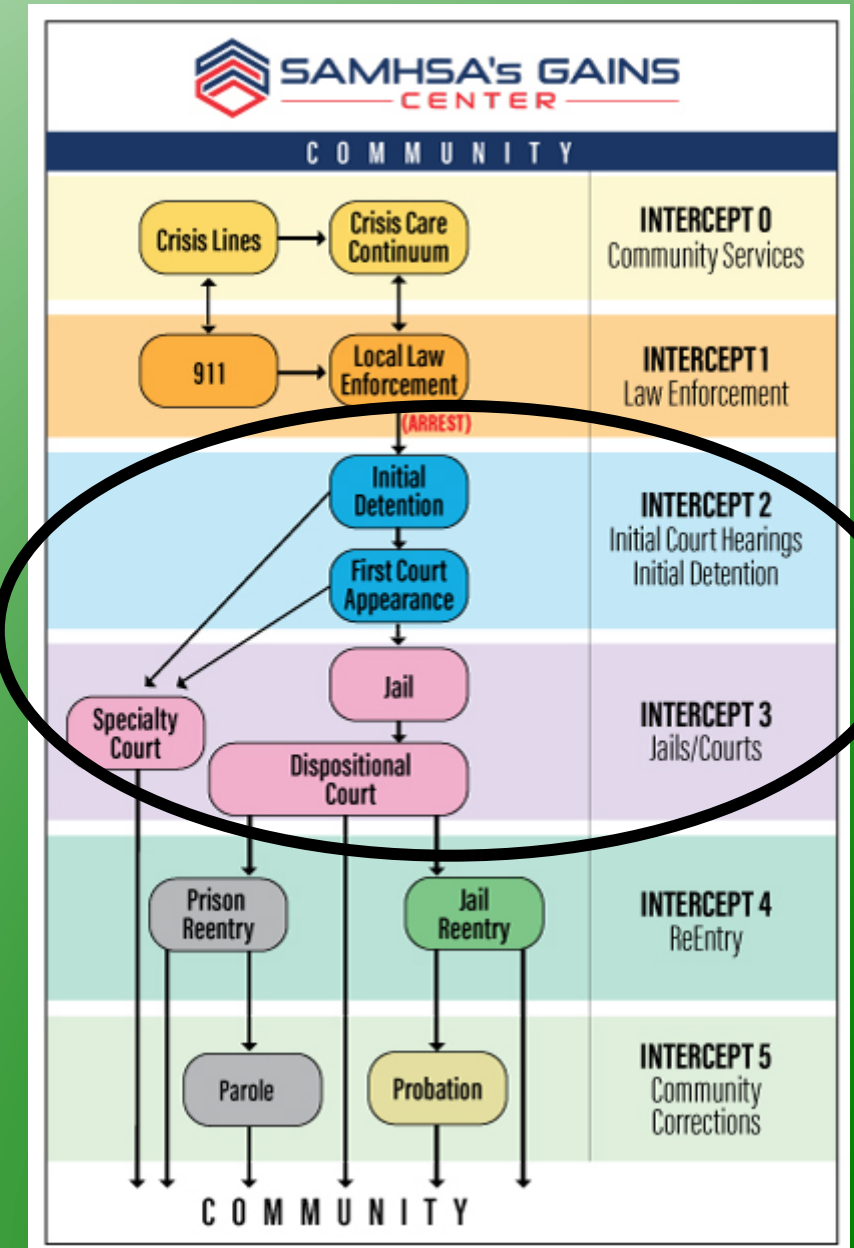 SAMHSA's GAINS
CENTER
COMMUNITY
Crisis Lines
Crisis Care
Continuum
INTERCEPT 0
Community Services
911
Local Law
Enforcement
(ARREST)
INTERCEPT 1
Law Enforcement
Initial
Detention
First Court
Appearance
INTERCEPT 2
Initial Court Hearings
Initial Detention
Jail
Specialty
Court
Dispositional
Court
INTERCEPT 3
Jails/Courts
Prison
Reentry
Jail
Reentry
INTERCEPT 4
ReEntry
Parole
Probation
INTERCEPT 5
Community
Corrections
COMMUNITY